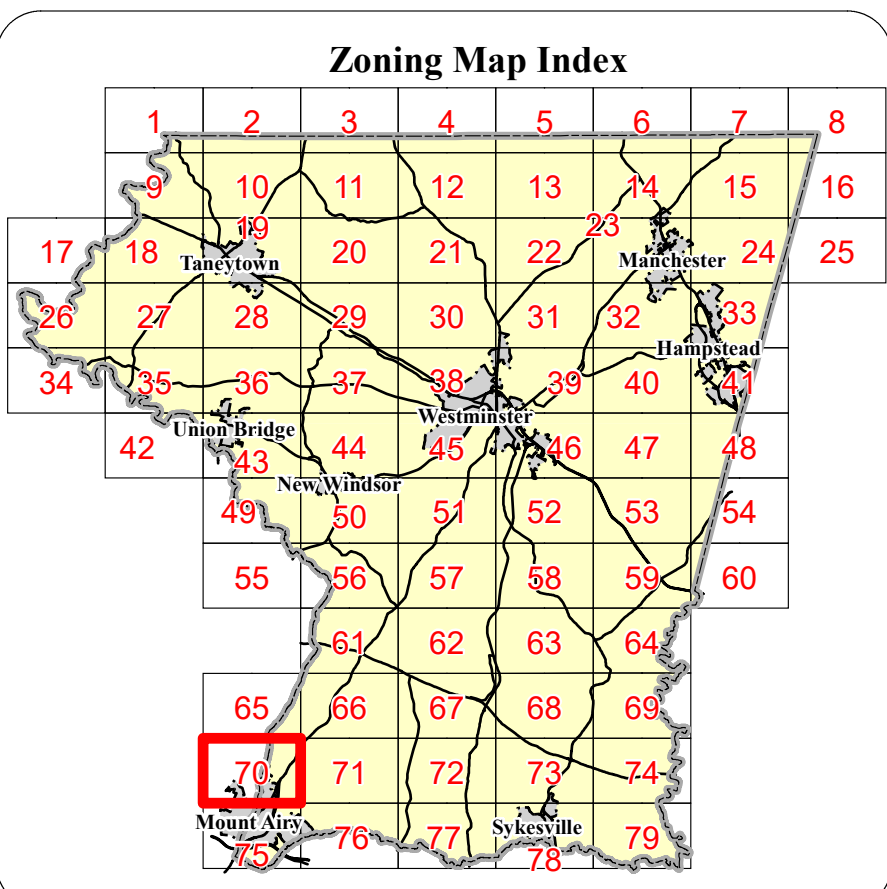 Zoning Map Index
1 2 3 4 5 6 7 8
9 10 11 12 13 14 15 16
17 18 19 20 21 22 23 24 25
Taneytown
Manchester
26 27 28 29 30 31 32 33
Hampstead
34 35 36 37 38 39 40 41
Westminster
Union Bridge
42 43 44 45 46 47 48
New Windsor
49 50 51 52 53 54
55 56 57 58 59 60
61 62 63 64
65 66 67 68 69
70 71 72 73 74
Mount Airy
Sykesville
75 76 77 78 79